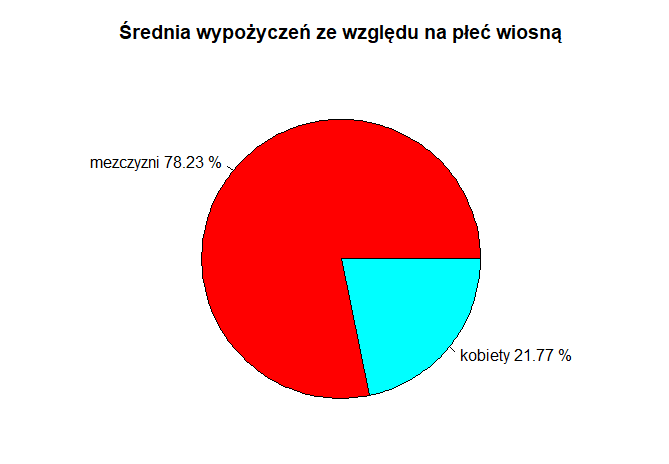 Średnia wypożyczeń ze względu na płeć wiosną
mezczyzni 78.23 %
kobiety 21.77 %